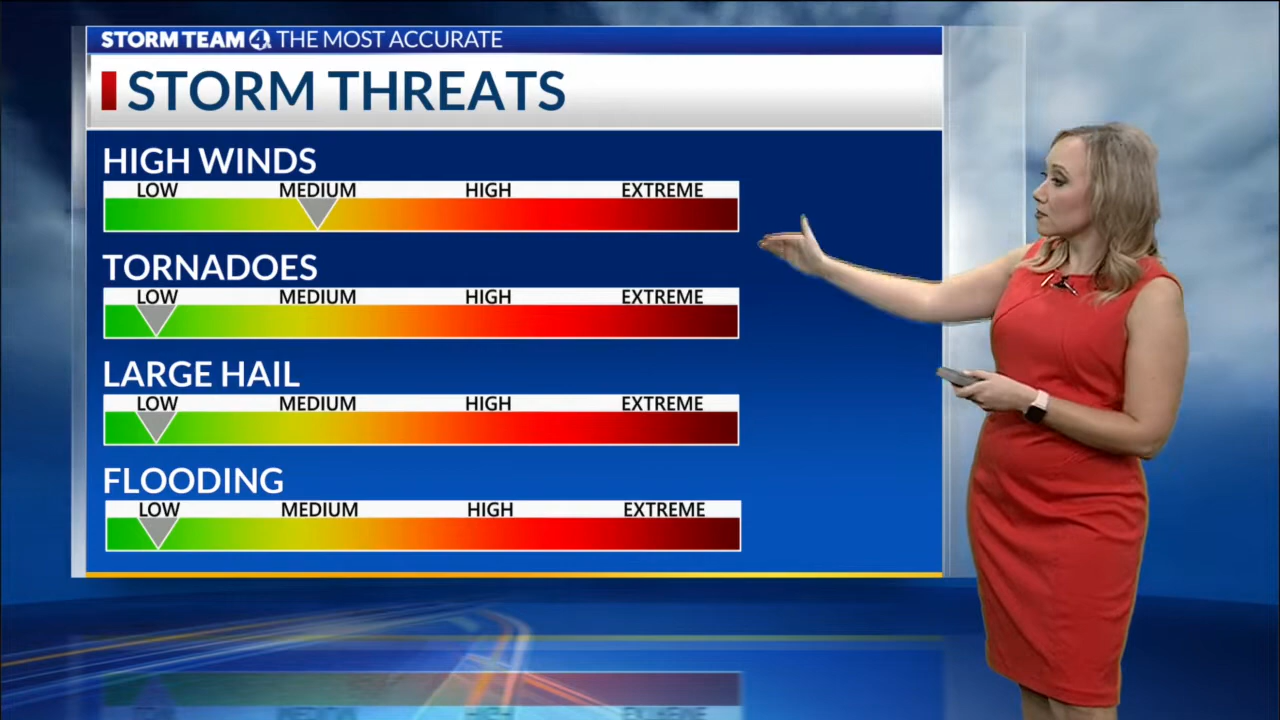 STORM TEAM 4 THE MOST ACCURATE
STORM THREATS
HIGH WINDS
LOW MEDIUM HIGH EXTREME
TORNADOES
LOW MEDIUM HIGH EXTREME
LARGE HAIL
LOW MEDIUM HIGH EXTREME
FLOODING
LOW MEDIUM HIGH EXTREME